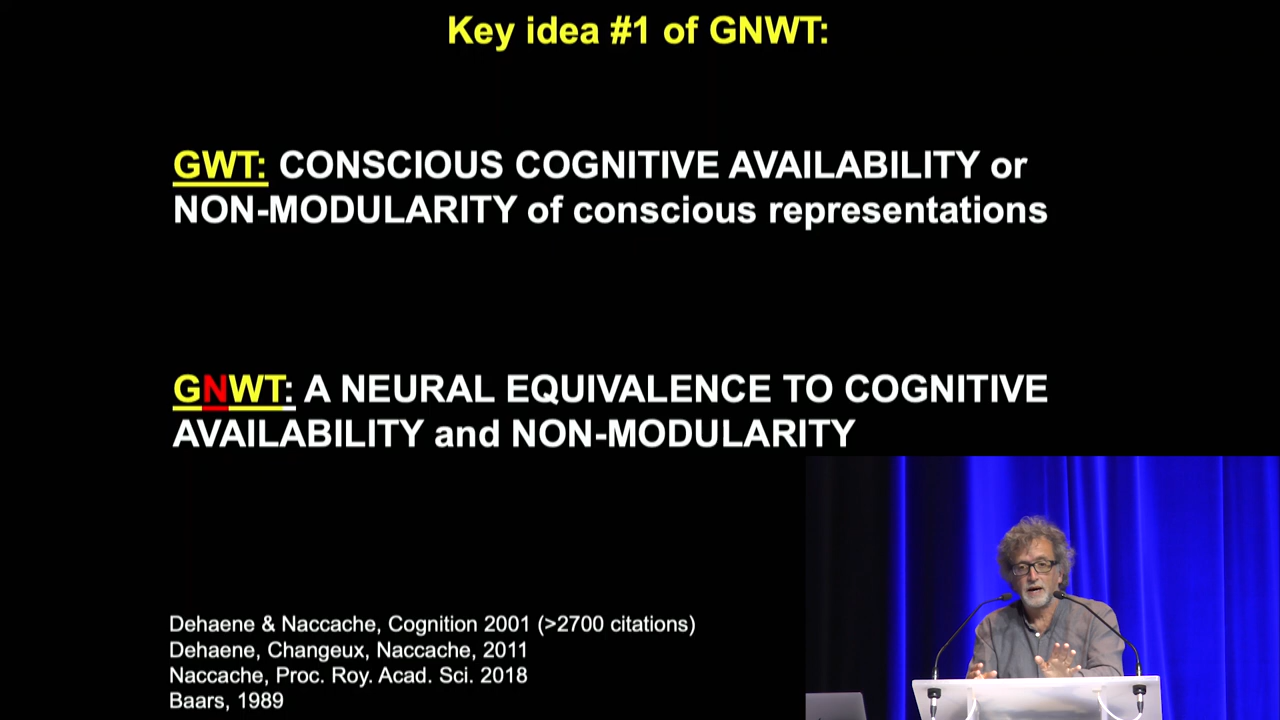 Key idea #1 of GNWT:
GWT: CONSCIOUS COGNITIVE AVAILABILITY or
NON-MODULARITY of conscious representations
GNWT: A NEURAL EQUIVALENCE TO COGNITIVE
AVAILABILITY and NON-MODULARITY
Dehaene & Naccache, Cognition 2001 (>2700 citations)
Dehaene, Changeux, Naccache, 2011
Naccache, Proc. Roy. Acad. Sci. 2018
Baars, 1989